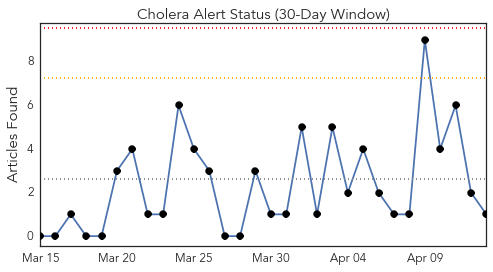 Cholera Alert Status (30-Day Window)
Articles Found
8
6
4
2
0
Mar 15 Mar 20 Mar 25 Mar 30 Apr 04 Apr 09